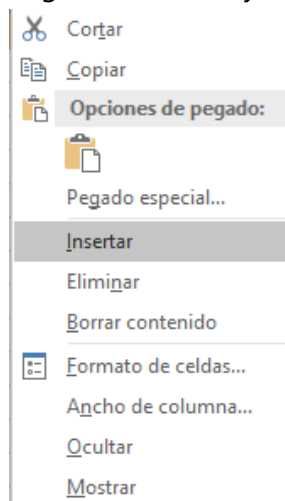 Cortar
Copiar
Opciones de pegado:
Pegado especial...
Insertar
Eliminar
Borrar contenido
Formato de celdas...
Ancho de columna...
Ocultar
Mostrar